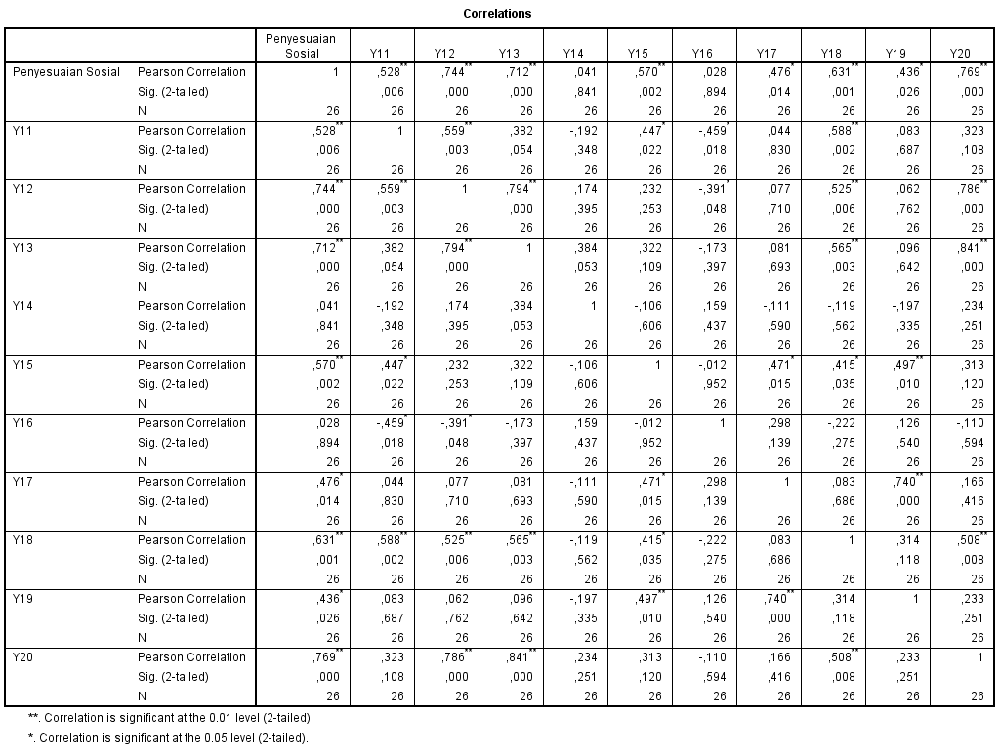 Correlations
Penyesuaian Sosial Y11 Y12 Y13 Y14 Y15 Y16 Y17 Y18 Y19 Y20
Penyesuaian Sosial Pearson Correlation 1 ,528** ,744** ,712** ,041 ,570** ,028 ,476* ,631** ,436* ,769**
Sig. (2-tailed) ,006 ,000 ,000 ,841 ,002 ,894 ,014 ,001 ,026 ,000
N 26 26 26 26 26 26 26 26 26 26 26
Y11 Pearson Correlation ,528** 1 ,559** ,382 -,192 ,447* -,459* ,044 ,588** ,083 ,323
Sig. (2-tailed) ,006 ,003 ,054 ,348 ,022 ,018 ,830 ,002 ,687 ,108
N 26 26 26 26 26 26 26 26 26 26 26
Y12 Pearson Correlation ,744** ,559** 1 ,794** ,174 ,232 -,391* ,077 ,525** ,062 ,786**
Sig. (2-tailed) ,000 ,003 ,000 ,395 ,253 ,048 ,710 ,006 ,762 ,000
N 26 26 26 26 26 26 26 26 26 26 26
Y13 Pearson Correlation ,712** ,382 ,794** 1 ,384 ,322 -,173 ,081 ,565** ,096 ,841**
Sig. (2-tailed) ,000 ,054 ,000 ,053 ,109 ,397 ,693 ,003 ,642 ,000
N 26 26 26 26 26 26 26 26 26 26 26
Y14 Pearson Correlation ,041 -,192 ,174 ,384 1 -,106 ,159 -,111 -,119 -,197 ,234
Sig. (2-tailed) ,841 ,348 ,395 ,053 ,606 ,437 ,590 ,562 ,335 ,251
N 26 26 26 26 26 26 26 26 26 26 26
Y15 Pearson Correlation ,570** ,447* ,232 ,322 -,106 1 -,012 ,471* ,415* ,497** ,313
Sig. (2-tailed) ,002 ,022 ,253 ,109 ,606 ,952 ,015 ,035 ,010 ,120
N 26 26 26 26 26 26 26 26 26 26 26
Y16 Pearson Correlation ,028 -,459* -,391* -,173 ,159 -,012 1 ,298 -,222 ,126 -,110
Sig. (2-tailed) ,894 ,018 ,048 ,397 ,437 ,952 ,139 ,275 ,540 ,594
N 26 26 26 26 26 26 26 26 26 26 26
Y17 Pearson Correlation ,476* ,044 ,077 ,081 -,111 ,471* ,298 1 ,083 ,740** ,166
Sig. (2-tailed) ,014 ,830 ,710 ,693 ,590 ,015 ,139 ,686 ,000 ,416
N 26 26 26 26 26 26 26 26 26 26 26
Y18 Pearson Correlation ,631** ,588** ,525** ,565** -,119 ,415* -,222 ,083 1 ,314 ,508**
Sig. (2-tailed) ,001 ,002 ,006 ,003 ,562 ,035 ,275 ,686 ,118 ,008
N 26 26 26 26 26 26 26 26 26 26 26
Y19 Pearson Correlation ,436* ,083 ,062 ,096 -,197 ,497** ,126 ,740** ,314 1 ,233
Sig. (2-tailed) ,026 ,687 ,762 ,642 ,335 ,010 ,540 ,000 ,118 ,251
N 26 26 26 26 26 26 26 26 26 26 26
Y20 Pearson Correlation ,769** ,323 ,786** ,841** ,234 ,313 -,110 ,166 ,508** ,233 1
Sig. (2-tailed) ,000 ,108 ,000 ,000 ,251 ,120 ,594 ,416 ,008 ,251
N 26 26 26 26 26 26 26 26 26 26 26
**. Correlation is significant at the 0.01 level (2-tailed).
*. Correlation is significant at the 0.05 level (2-tailed).